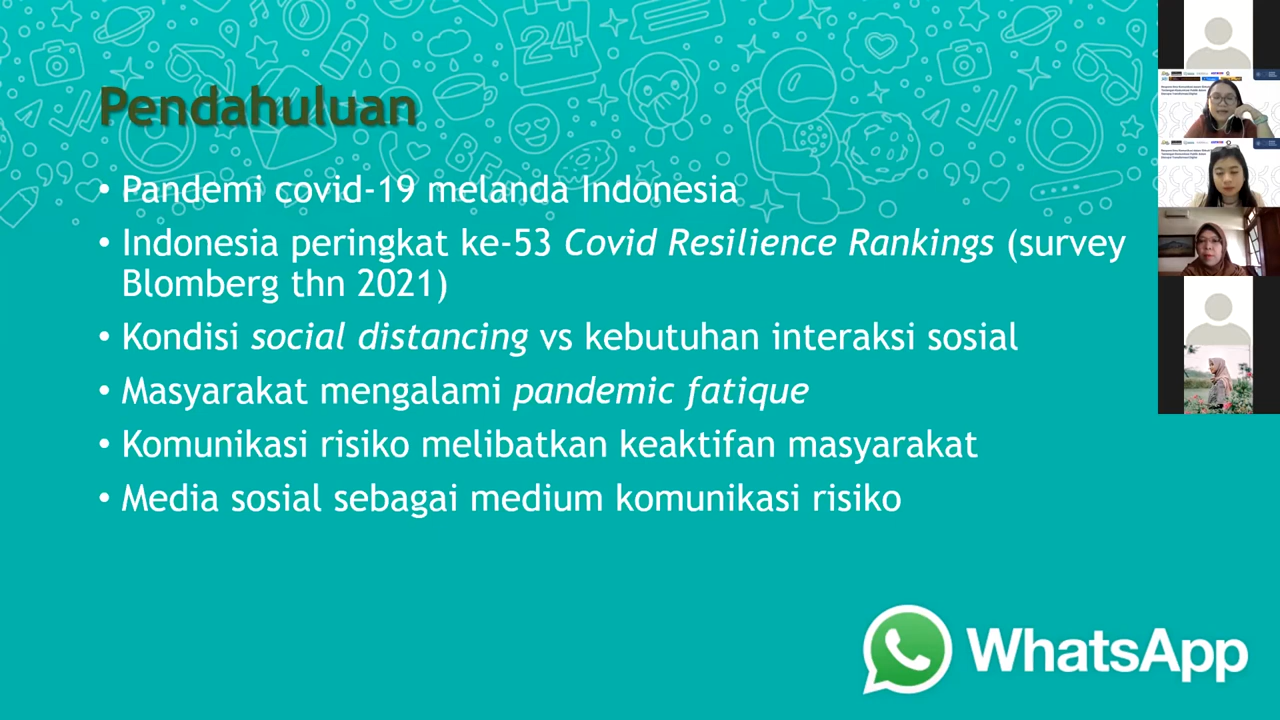 24
Pendahuluan
• Pandemi covid-19 melanda Indonesia
• Indonesia peringkat ke-53 Covid Resilience Rankings (survey
Blomberg thn 2021)
• Kondisi social distancing vs kebutuhan interaksi sosial
• Masyarakat mengalami pandemic fatique
• Komunikasi risiko melibatkan keaktifan masyarakat
• Media sosial sebagai medium komunikasi risiko
WhatsApp